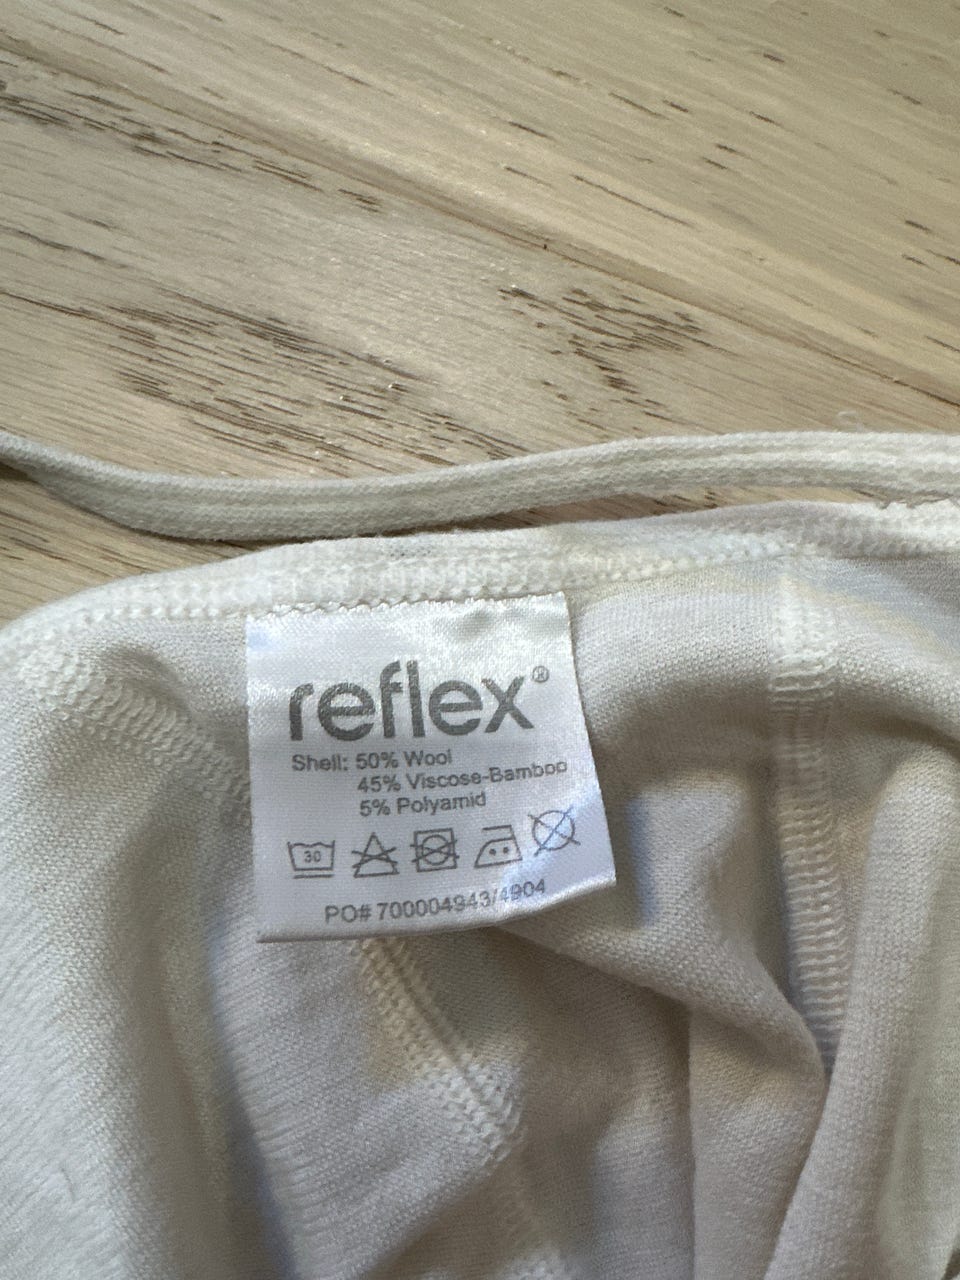 reflex®
Shell: 50% Wool
45% Viscose-Bamboo
5% Polyamid
30
PO# 700004943/4904